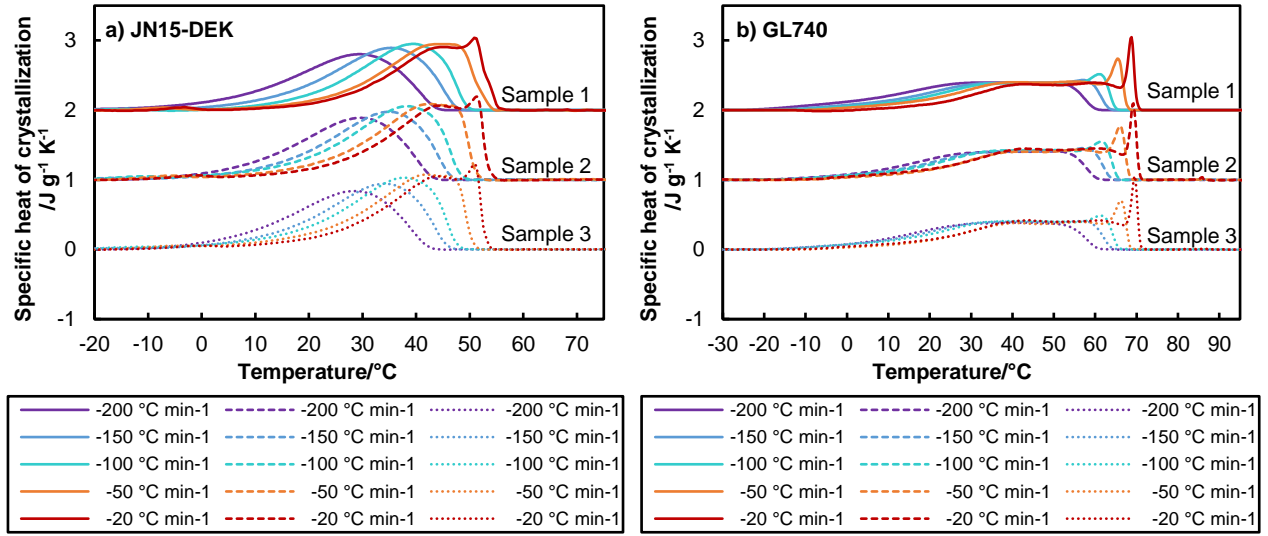 a) JN15-DEK
Specific heat of crystallization
/J g-1 K-1
3
2
1
0
-1
Sample 1
Sample 2
Sample 3
-20 -10 0 10 20 30 40 50 60 70
Temperature/°C
-200 °C min-1 -200 °C min-1 -200 °C min-1
-150 °C min-1 -150 °C min-1 -150 °C min-1
-100 °C min-1 -100 °C min-1 -100 °C min-1
-50 °C min-1 -50 °C min-1 -50 °C min-1
-20 °C min-1 -20 °C min-1 -20 °C min-1
b) GL740
Specific heat of crystallization
/J g-1 K-1
3
2
1
0
-1
Sample 1
Sample 2
Sample 3
-30 -20 -10 0 10 20 30 40 50 60 70 80 90
Temperature/°C
-200 °C min-1 -200 °C min-1 -200 °C min-1
-150 °C min-1 -150 °C min-1 -150 °C min-1
-100 °C min-1 -100 °C min-1 -100 °C min-1
-50 °C min-1 -50 °C min-1 -50 °C min-1
-20 °C min-1 -20 °C min-1 -20 °C min-1